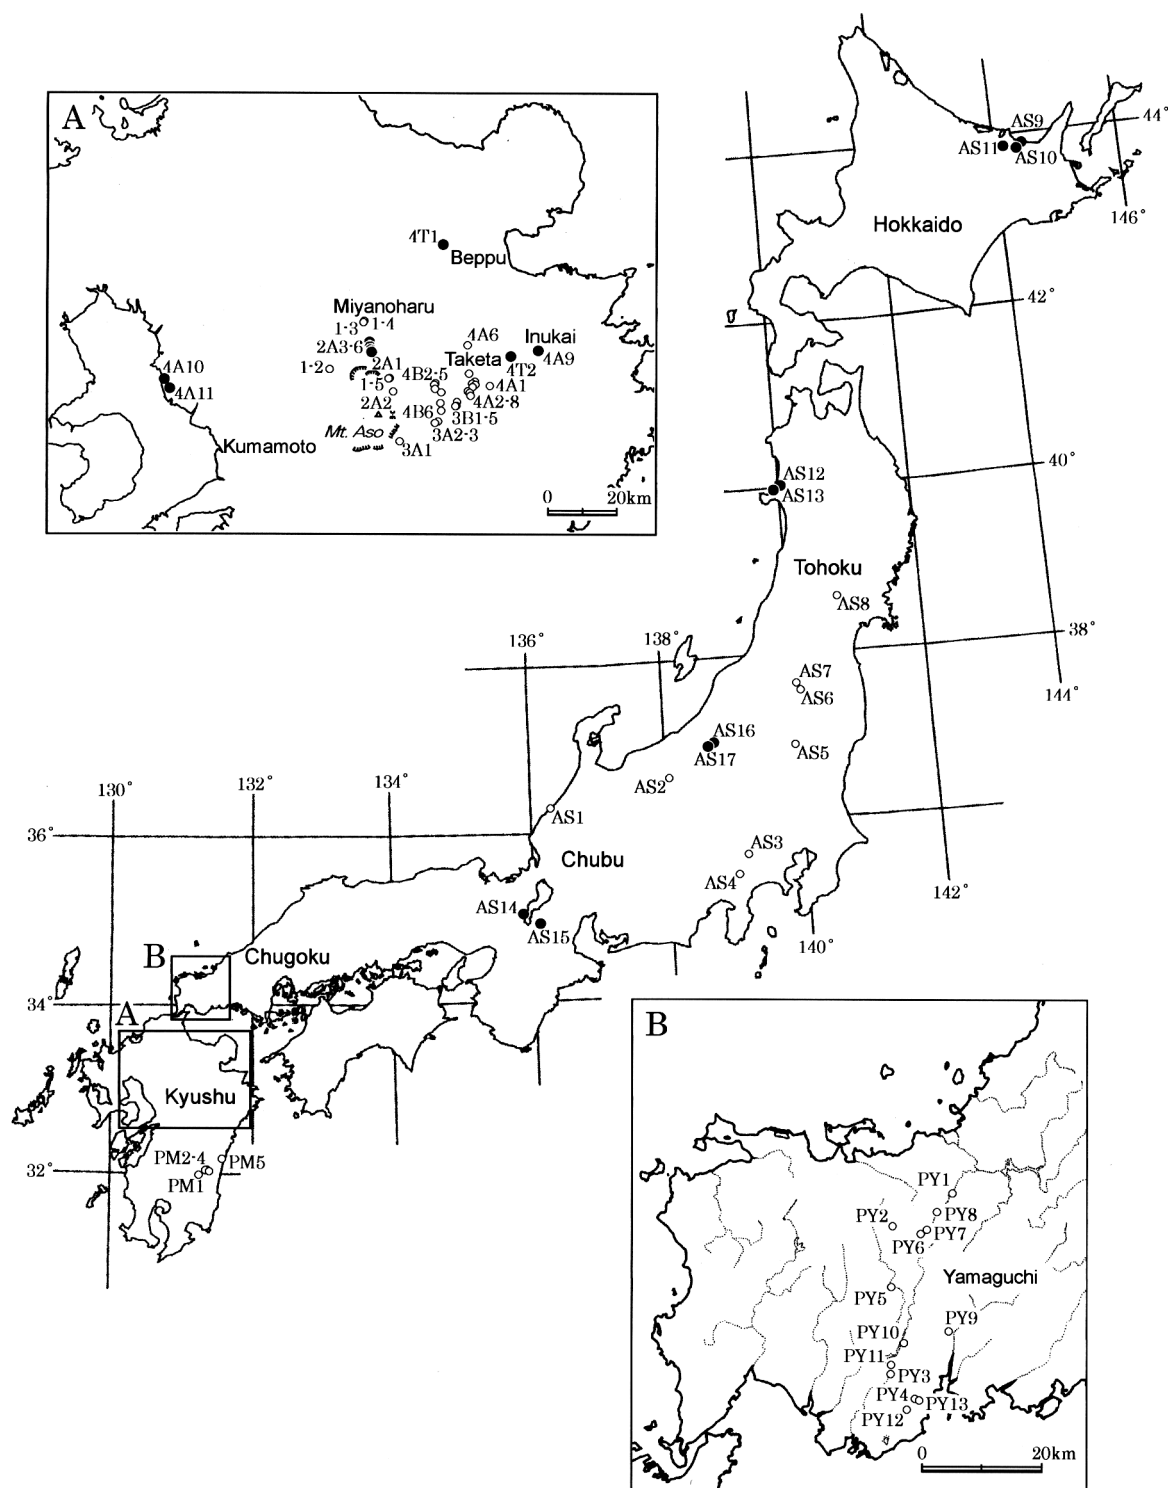 A
4T1
Beppu
Miyanoharu
1-3
1-4
2A3-6
1-2
2A1
1-5
2A2
4B2-5
4B6
Mt. Aso
3A1
3A2-3
3B1-5
4A2-8
4A1
Taketa
4A6
4T2
Inukai
4A9
4A10
4A11
Kumamoto
0 20km
AS9
AS11
AS10
44°
146°
Hokkaido
42°
AS12
AS13
40°
Tohoku
AS8
38°
144°
136°
138°
AS7
AS6
AS16
AS17
AS5
AS2
130°
132°
134°
AS1
36°
AS3
Chubu
AS4
142°
AS14
AS15
140°
B
Chugoku
34°
A
Kyushu
PM2-4
PM5
32°
PM1
B
PY1
PY2
PY8
PY7
PY6
Yamaguchi
PY5
PY9
PY10
PY11
PY3
PY4
PY13
PY12
0 20km